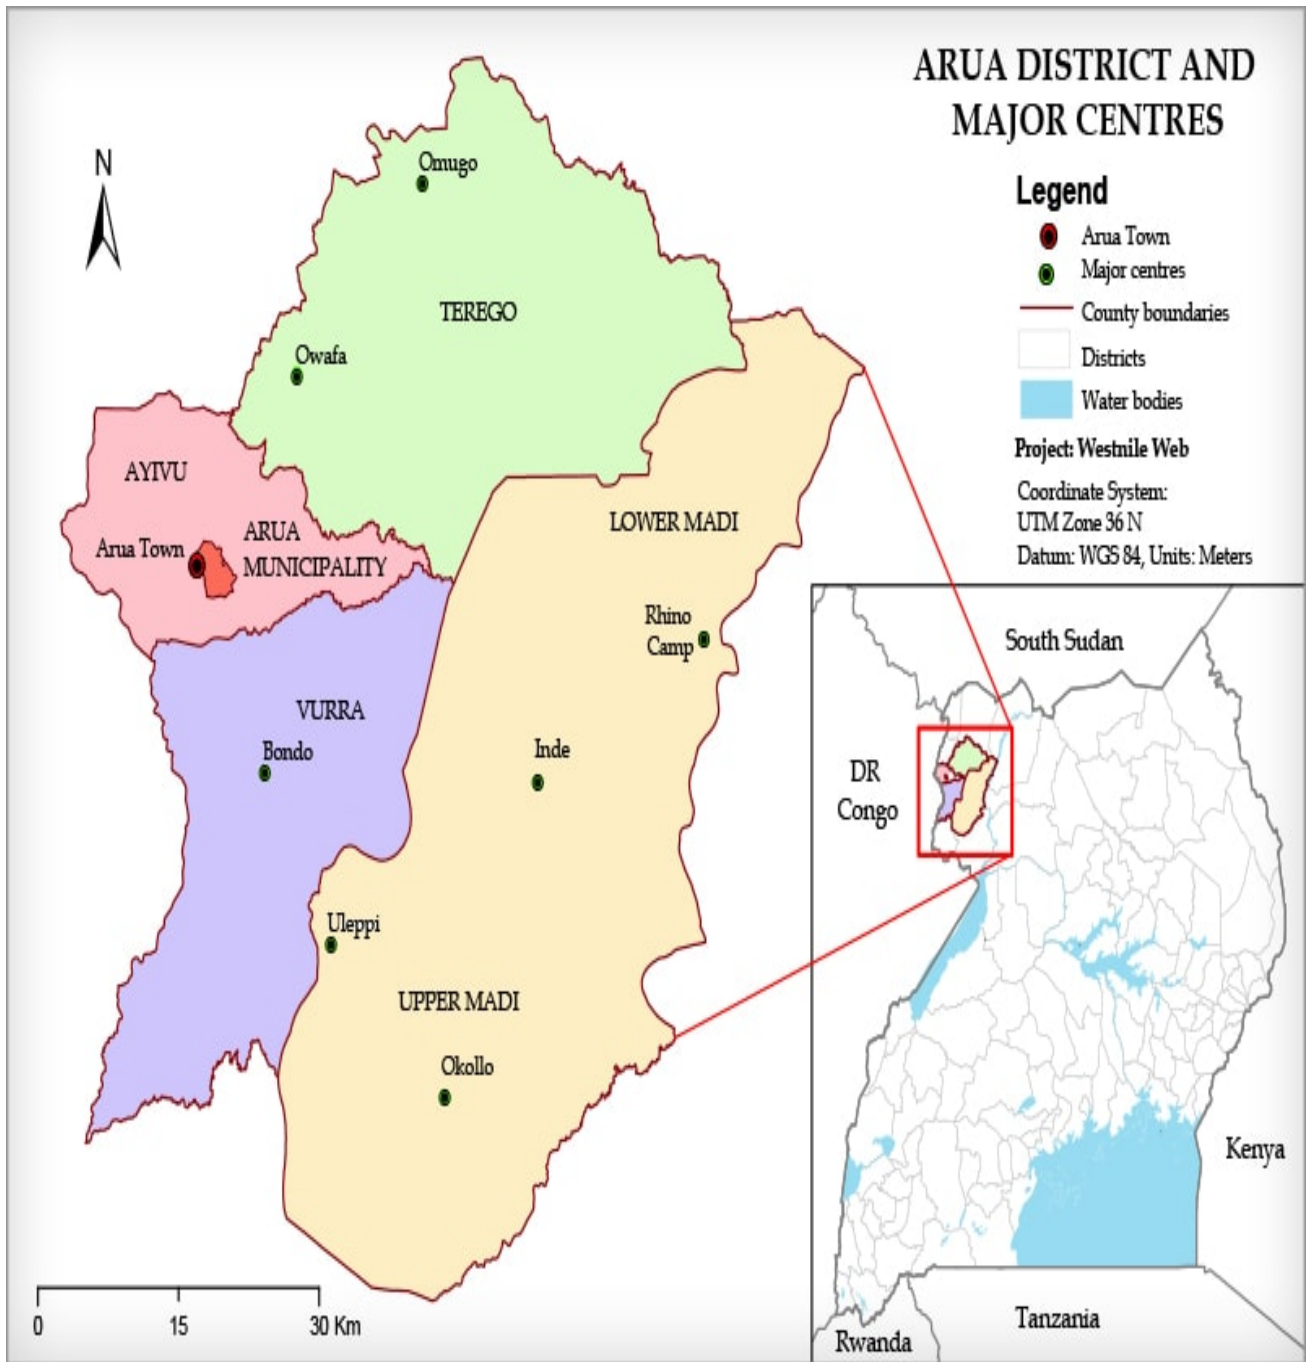 ARUA DISTRICT AND
MAJOR CENTRES
Legend
Arua Town
Major centres
County boundaries
Districts
Water bodies
Project: Westnile Web
Coordinate System:
UTM Zone 36 N
Datum: WGS 84, Units: Meters
N
Omugo
TEREGO
Owafa
AYIVU
ARUA
MUNICIPALITY
Arua Town
LOWER MADI
Rhino
Camp
VURRA
Bondo
Inde
Uleppi
UPPER MADI
Okollo
0
15
30 Km
South Sudan
DR
Congo
Kenya
Tanzania
Rwanda